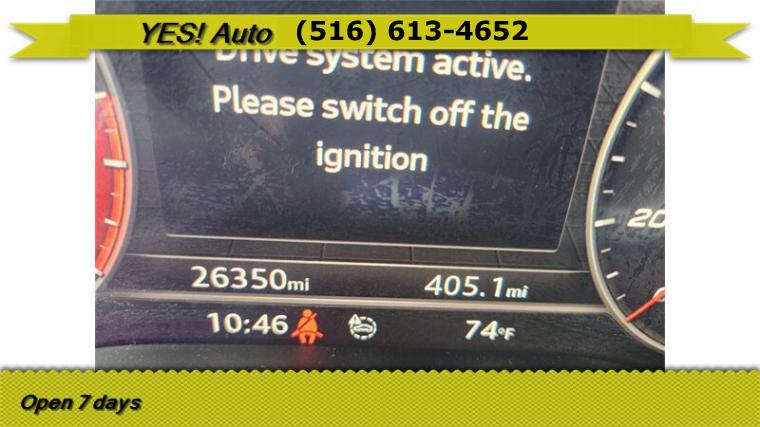 YES! Auto (516) 613-4652
Drive system active.
Please switch off the
ignition
20
26350mi 405.1mi
10:46 74°F
Open 7 days